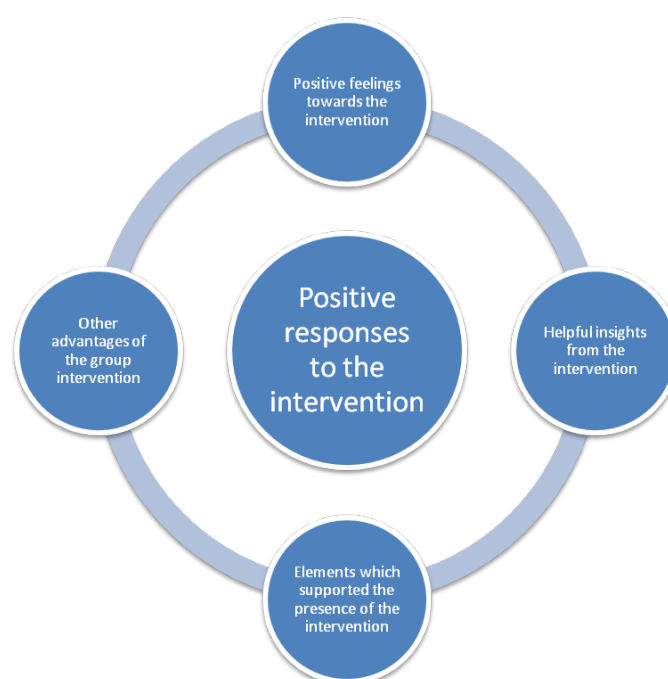 Positive feelings
towards the
intervention
Other
advantages of
the group
intervention
Positive
responses
to the
intervention
Helpful insights
from the
intervention
Elements which
supported the
presence of the
intervention